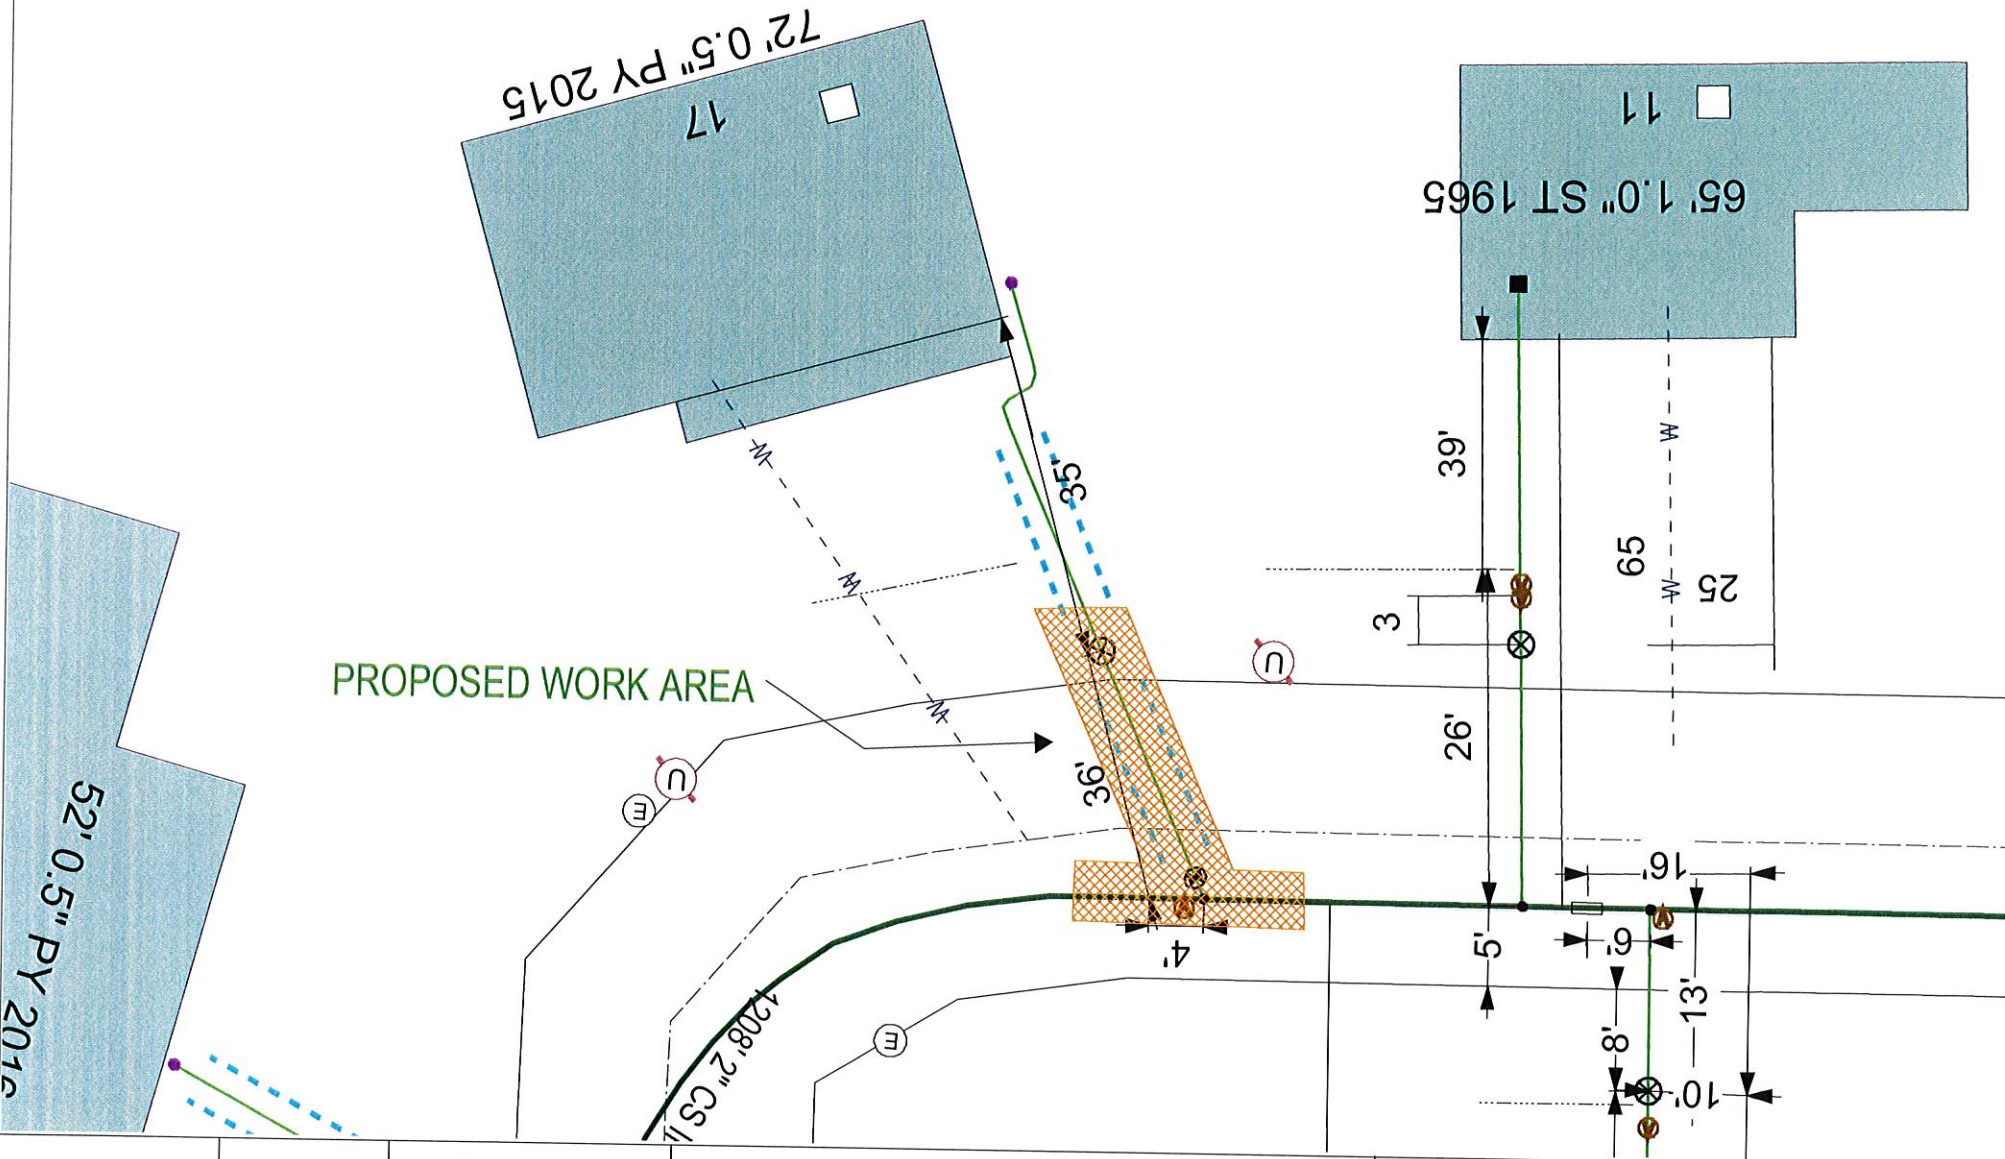 72' 0.5" PY 2015
17
11
65' 1.0" ST 1965
39'
35'
W
W
W
W
W
65
25
3
PROPOSED WORK AREA
U
U
26'
36'
E
52' 0.5" PY 2016
16'
4'
5'
6'
13'
1208' 2" CS
E
8'
10'